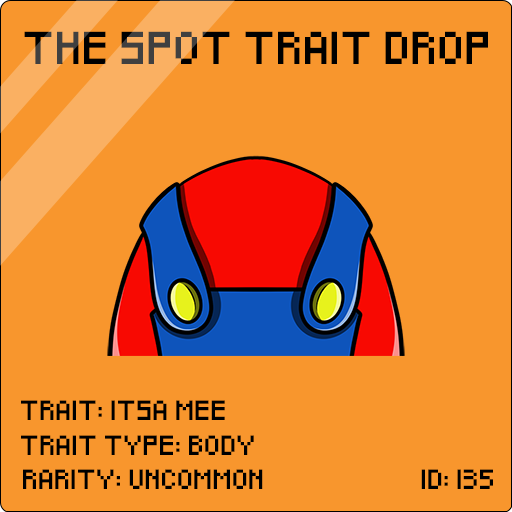 THE SPOT TRAIT DROP
TRAIT: ITSA MEE
TRAIT TYPE: BODY
RARITY: UNCOMMON
ID: 135